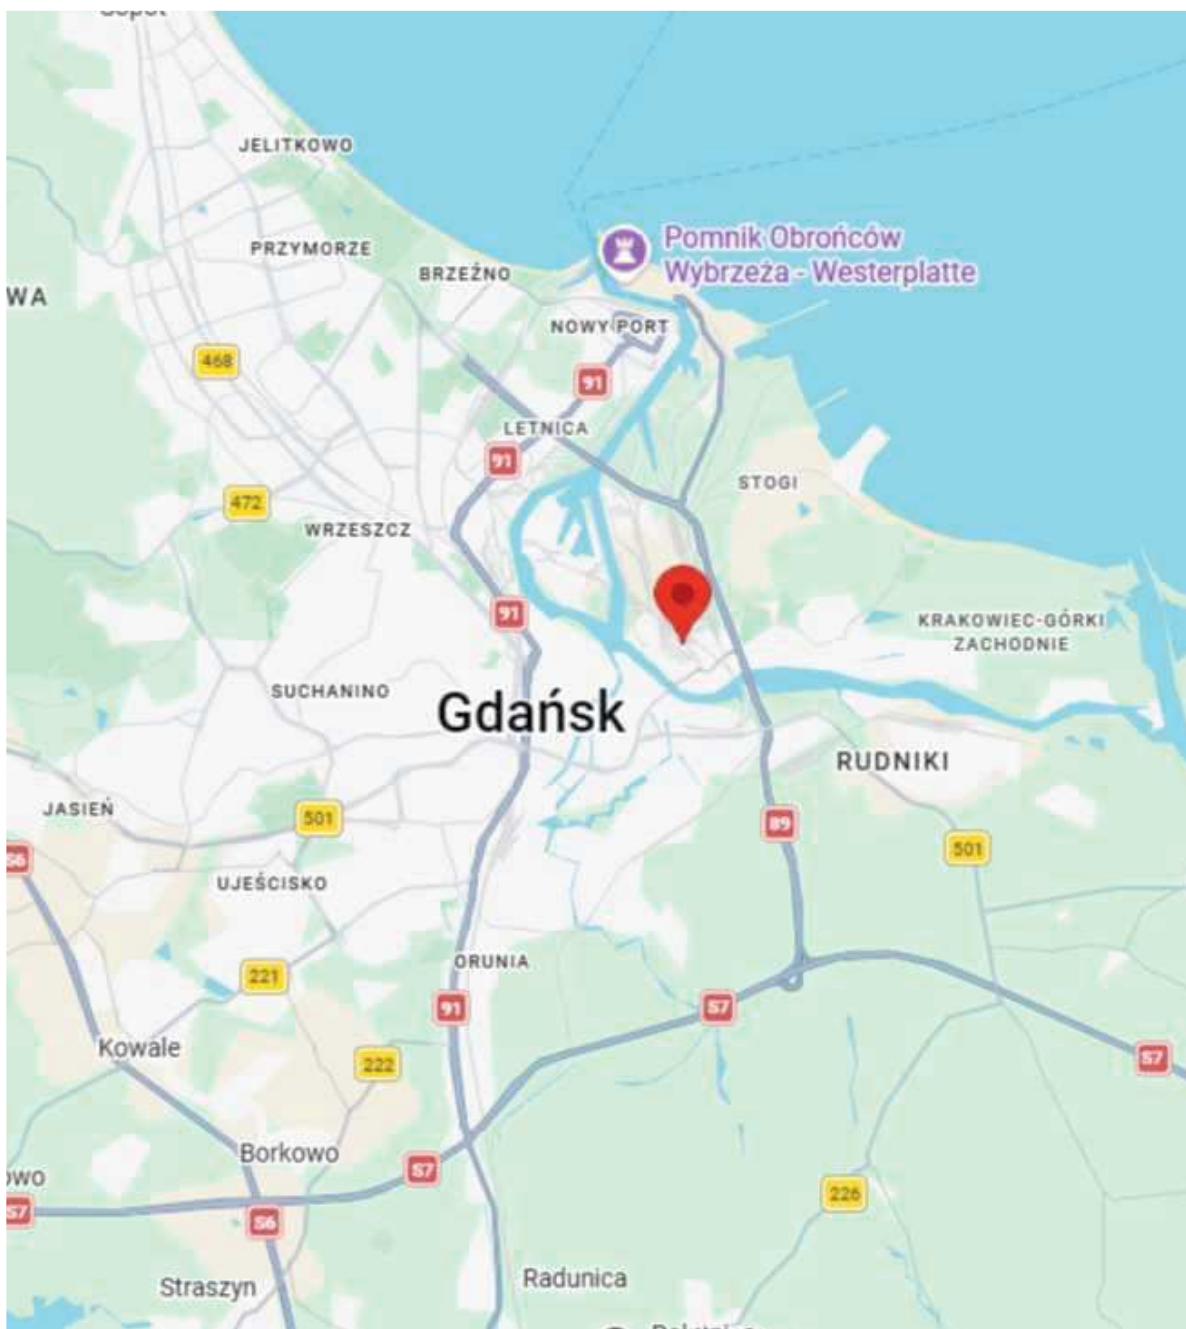 Sopot
JELITKOWO
PRZYMORZE
BRZEŹNO
Pomnik Obrońców
Wybrzeża - Westerplatte
WA
NOWY PORT
468
91
LETNICA
91
STOGI
472
WRZESZCZ
91
KRAKOWIEC-GÓRKI
ZACHODNIE
SUCHANINO
Gdańsk
RUDNIKI
JASIEŃ
501
89
501
S6
UJEŚCISKO
ORUNIA
221
91
S7
Kowale
S7
222
Borkowo
S7
OWO
226
S7
S6
Radunica
Straszyn